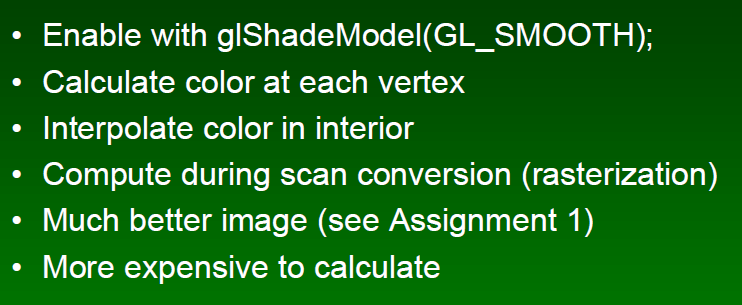 • Enable with glShadeModel(GL_SMOOTH);
• Calculate color at each vertex
• Interpolate color in interior
• Compute during scan conversion (rasterization)
• Much better image (see Assignment 1)
• More expensive to calculate